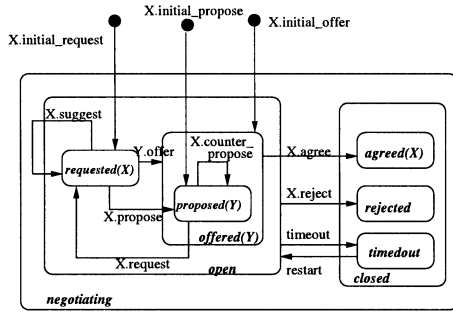 X.initial_propose
X.initial_offer
X.initial_request
X.suggest
Y.offer
X.counter_
propose
X.agree
agreed(X)
requested(X)
proposed(Y)
X.propose
X.reject
rejected
offered(Y)
timeout
timedout
X.request
open
restart
closed
negotiating